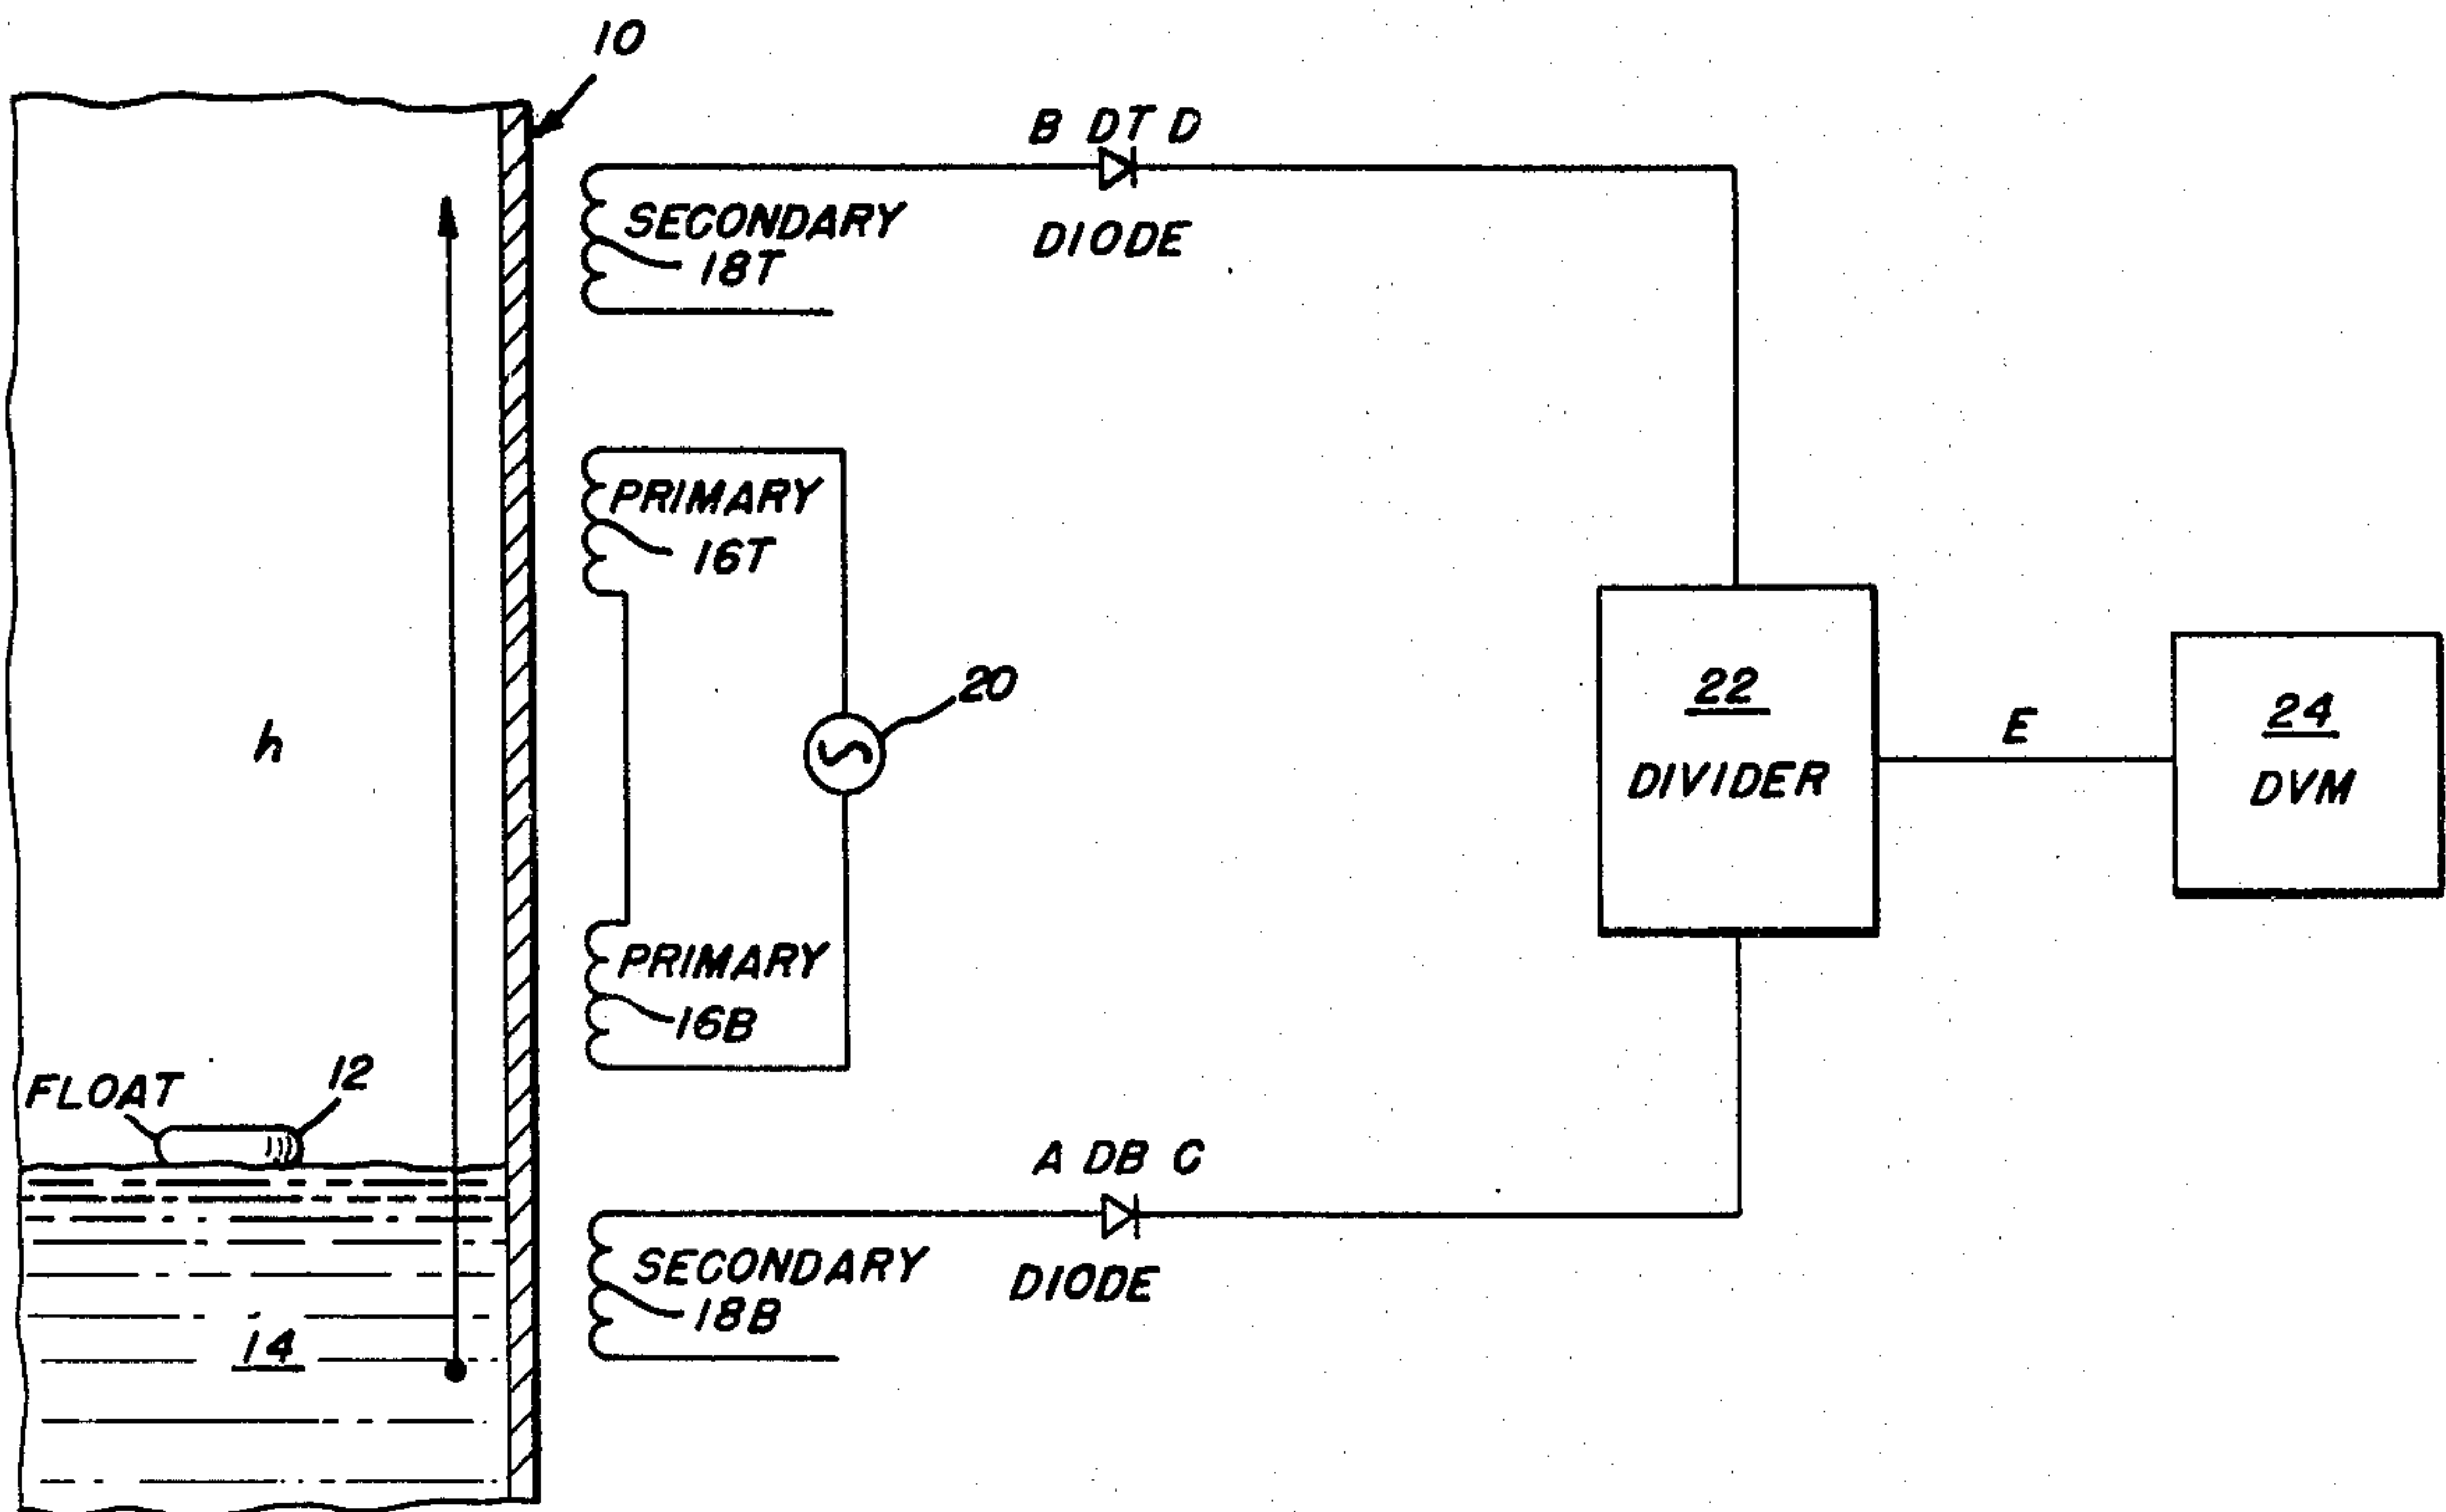 10
B DT D
DIODE
SECONDARY
18T
PRIMARY
16T
20
h
22
DIVIDER
E
24
DVM
PRIMARY
16B
FLOAT
12
A DB C
DIODE
SECONDARY
18B
14